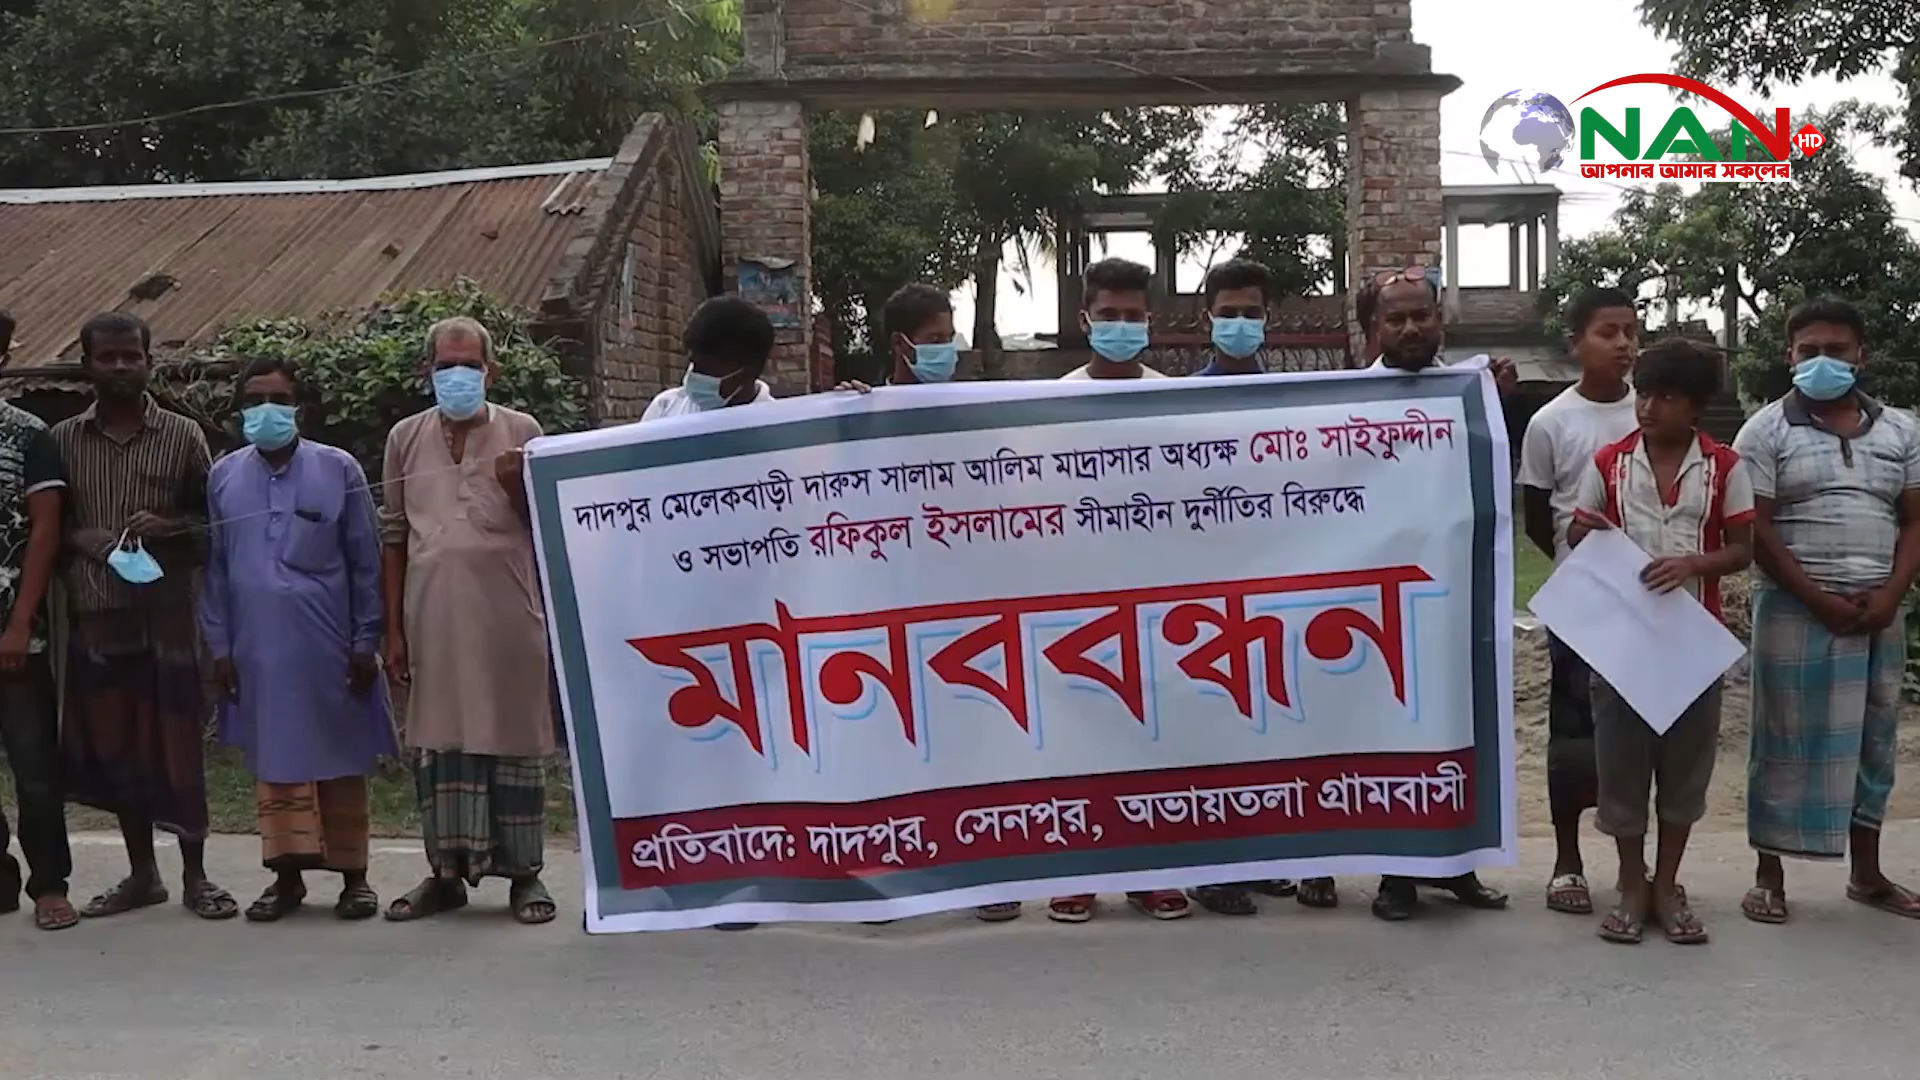 NAN
HD
আপনার আমার সকলের
দাদপুর মেলেকবাড়ী দারুস সালাম আলিম মাদ্রাসার অধ্যক্ষ মোঃ সাইফুদ্দীন
ও সভাপতি রফিকুল ইসলামের সীমাহীন দুর্নীতির বিরুদ্ধে
মানববন্ধন
প্রতিবাদে: দাদপুর, সেনপুর, অভায়তলা গ্রামবাসী